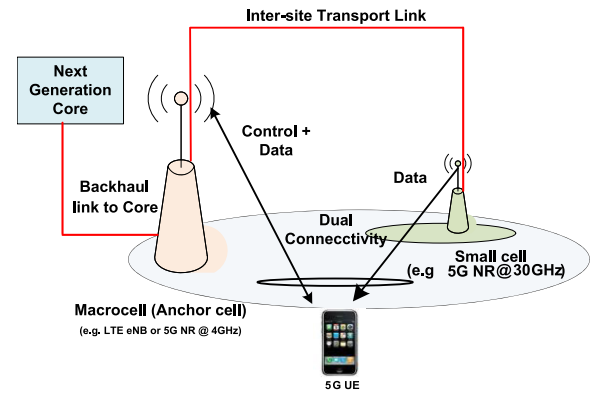 Inter-site Transport Link
Next
Generation
Core
Control +
Data
Backhaul
link to Core
Data
Dual
Connecctivity
Small cell
(e.g 5G NR@30GHz)
Macrocell (Anchor cell)
(e.g. LTE eNB or 5G NR @ 4GHz)
5G UE